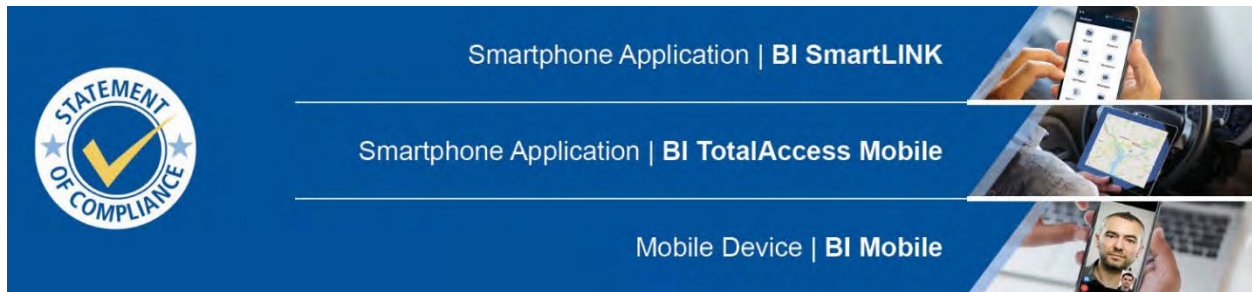 STATEMENT
OF COMPLIANCE
Smartphone Application | BI SmartLINK
Smartphone Application | BI TotalAccess Mobile
Mobile Device | BI Mobile